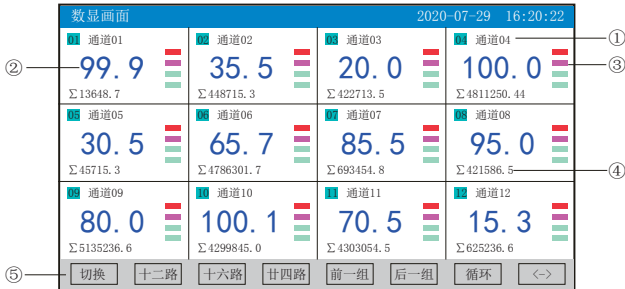 数显画面 2020-07-29 16:20:22
01 通道01 02 通道02 03 通道03 04 通道04 ①
② 99.9 35.5 20.0 100.0 ③
Σ13648.7 Σ448715.3 Σ422713.5 Σ4811250.44
05 通道05 06 通道06 07 通道07 08 通道08
30.5 65.7 85.5 95.0
Σ45715.3 Σ4786301.7 Σ693454.8 Σ421586.5 ④
09 通道09 10 通道10 11 通道11 12 通道12
80.0 100.1 70.5 15.3
Σ5135236.6 Σ4299845.0 Σ4303054.5 Σ625236.6
⑤ 切换 十二路 十六路 廿四路 前一组 后一组 循环 <->